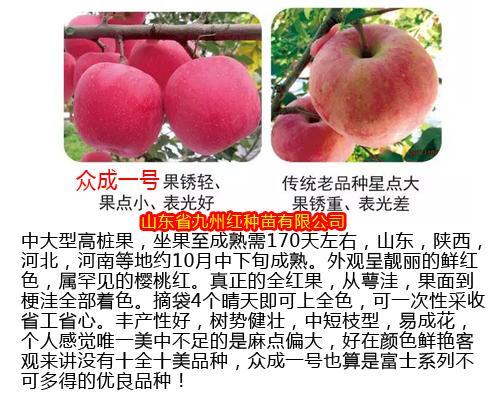 众成一号 果锈轻、
果点小、表光好
传统老品种星点大
果锈重、表光差
山东省九州红种苗有限公司
中大型高桩果，坐果至成熟需170天左右，山东，陕西，
河北，河南等地约10月中下旬成熟。外观呈靓丽的鲜红
色，属罕见的樱桃红。真正的全红果，从萼洼，果面到
梗洼全部着色。摘袋4个晴天即可上全色，可一次性采收
省工省心。丰产性好，树势健壮，中短枝型，易成花，
个人感觉唯一美中不足的是麻点偏大，好在颜色鲜艳客
观来讲没有十全十美品种，众成一号也算是富士系列不
可多得的优良品种！